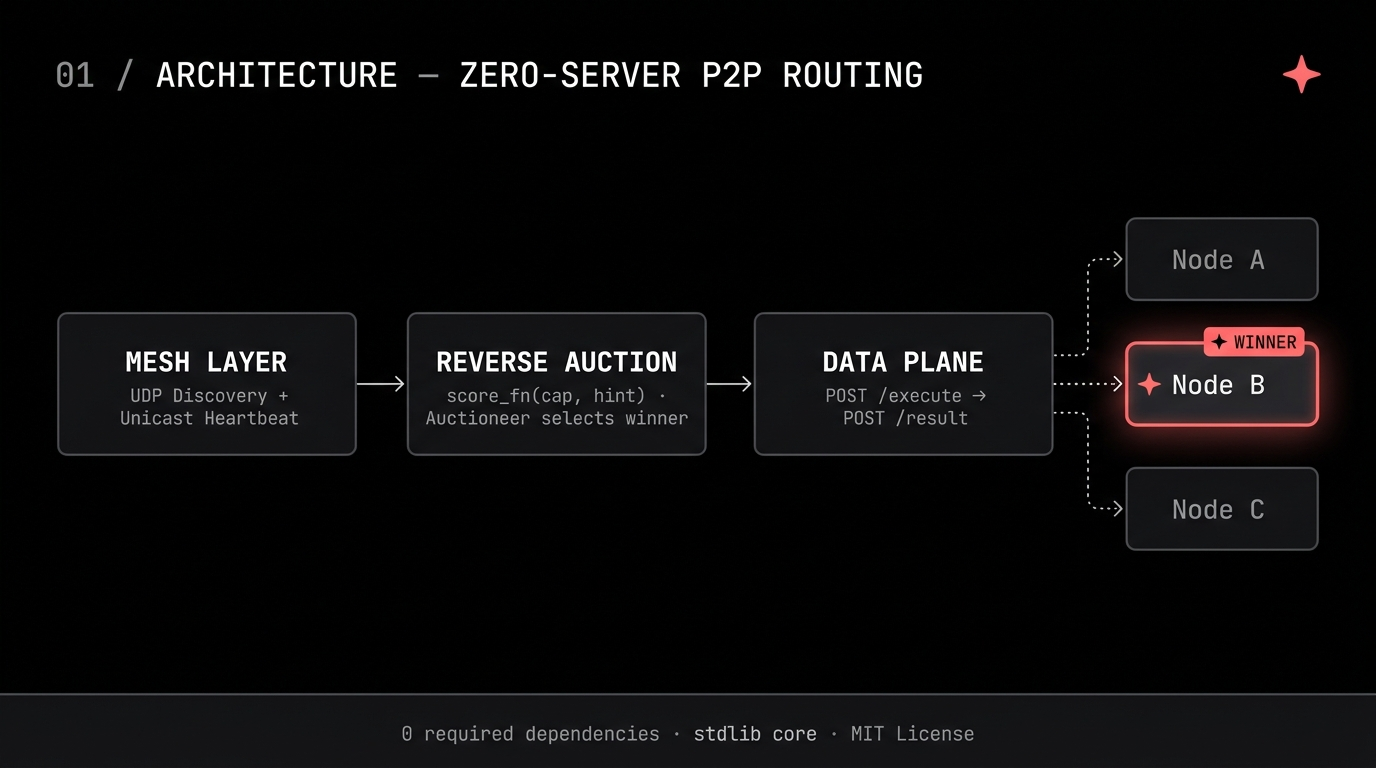 01 / ARCHITECTURE — ZERO-SERVER P2P ROUTING
MESH LAYER
UDP Discovery +
Unicast Heartbeat
REVERSE AUCTION
score_fn(cap, hint) ·
Auctioneer selects winner
DATA PLANE
POST /execute →
POST /result
Node A
WINNER
Node B
Node C
0 required dependencies · stdlib core · MIT License